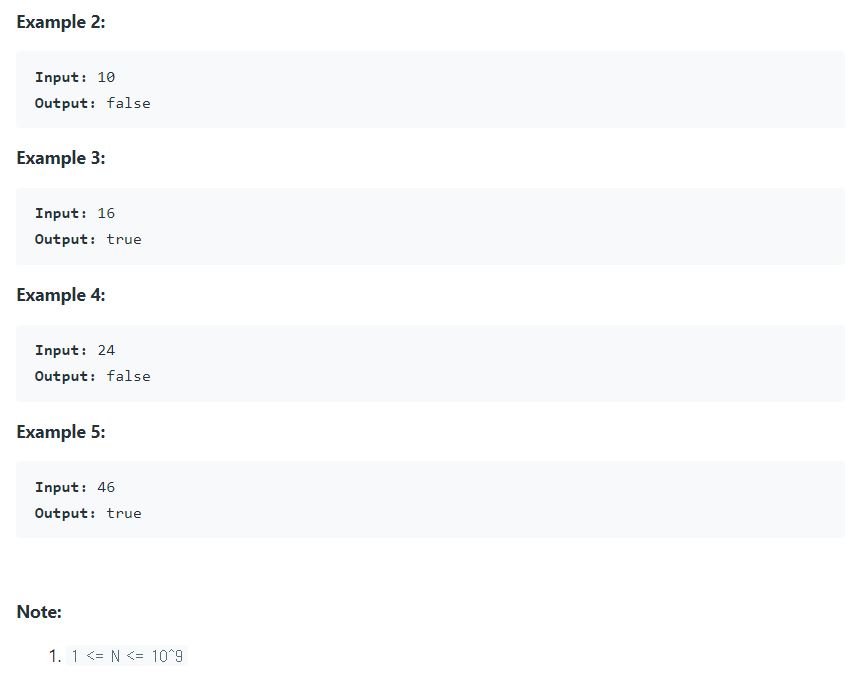 Example 2:
Input: 10
Output: false
Example 3:
Input: 16
Output: true
Example 4:
Input: 24
Output: false
Example 5:
Input: 46
Output: true
Note:
1. 1 <= N <= 10^9